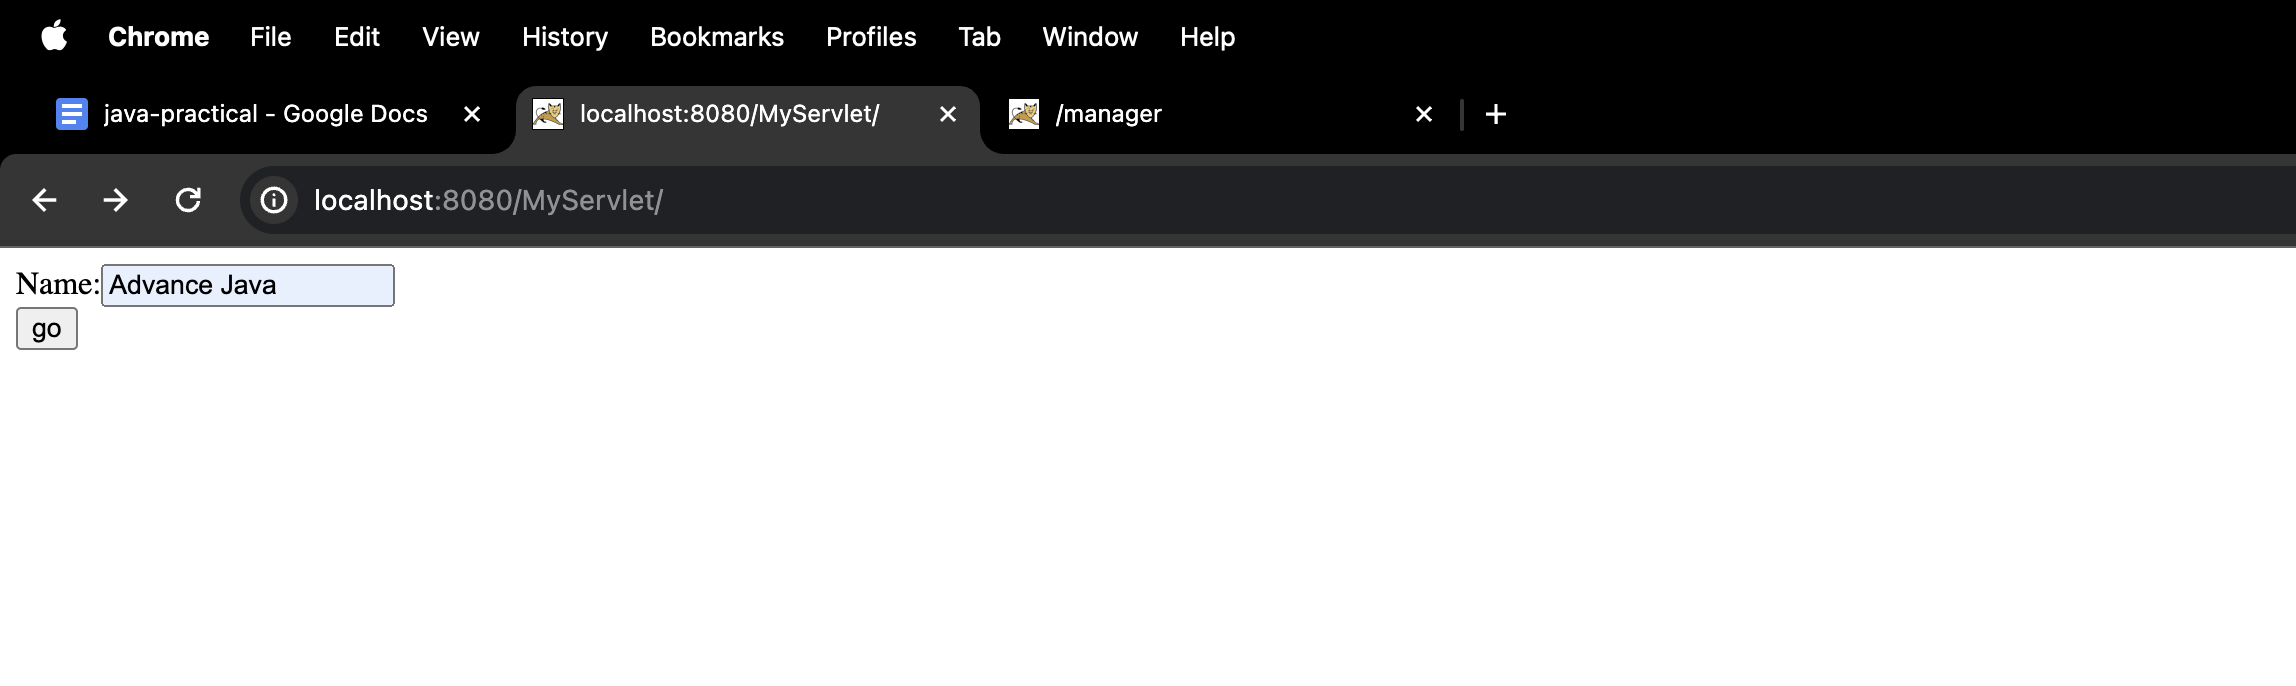 Chrome File Edit View History Bookmarks Profiles Tab Window Help
java-practical - Google Docs localhost:8080/MyServlet/ /manager
localhost:8080/MyServlet/
Name: Advance Java
go